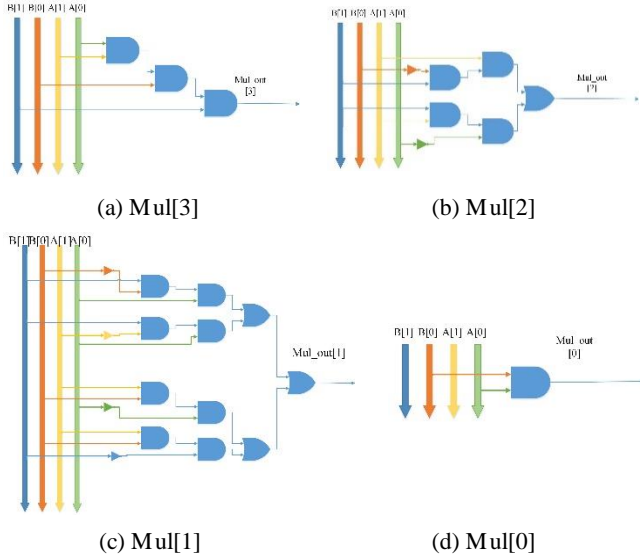 B[1] B[0] A[1] A[0]
Mul_out
[3]
(a) Mul[3]
B[1] B[0] A[1] A[0]
Mul_out
[2]
(b) Mul[2]
B[1] B[0] A[1] A[0]
Mul_out[1]
(c) Mul[1]
B[1] B[0] A[1] A[0]
Mul_out
[0]
(d) Mul[0]